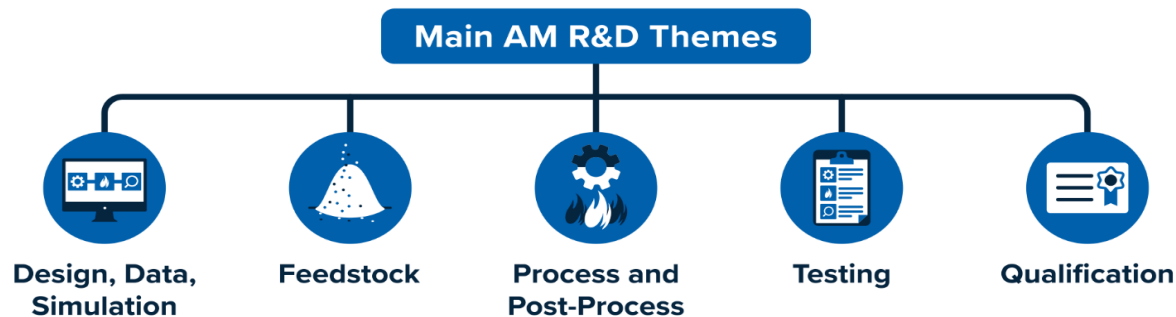 Main AM R&D Themes
Design, Data,
Simulation
Feedstock
Process and
Post-Process
Testing
Qualification